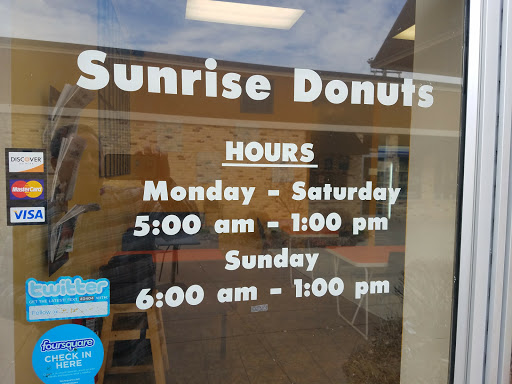 Sunrise Donuts
HOURS
Monday - Saturday
5:00 am - 1:00 pm
Sunday
6:00 am - 1:00 pm
DISCOVER
MasterCard
VISA
twitter
foursquare
CHECK IN
HERE